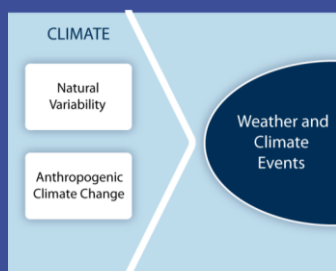 CLIMATE
Natural
Variability
Anthropogenic
Climate Change
Weather and
Climate
Events